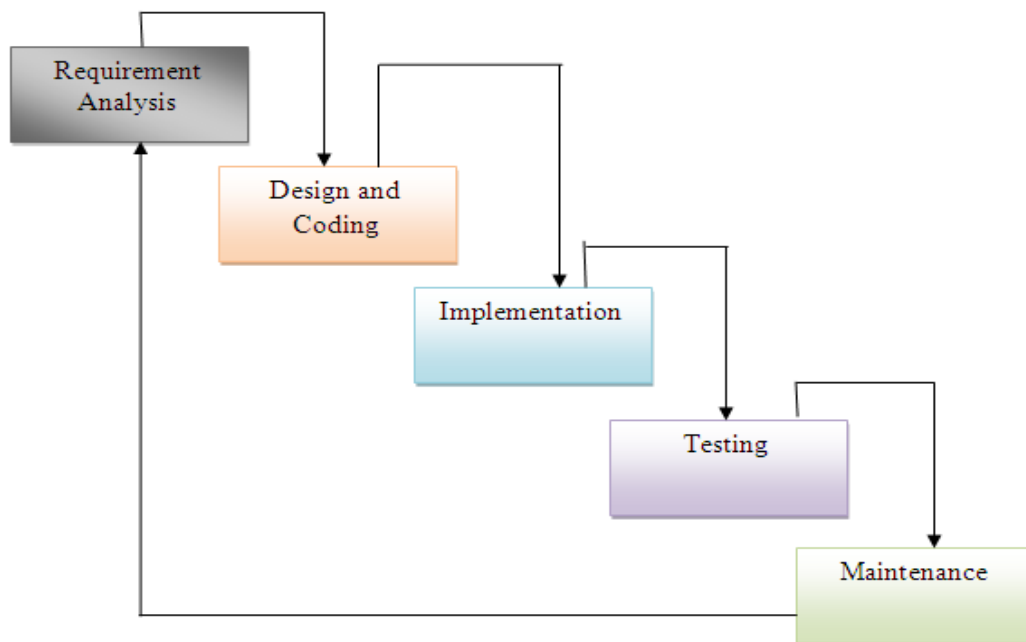 Requirement
Analysis
Design and
Coding
Implementation
Testing
Maintenance